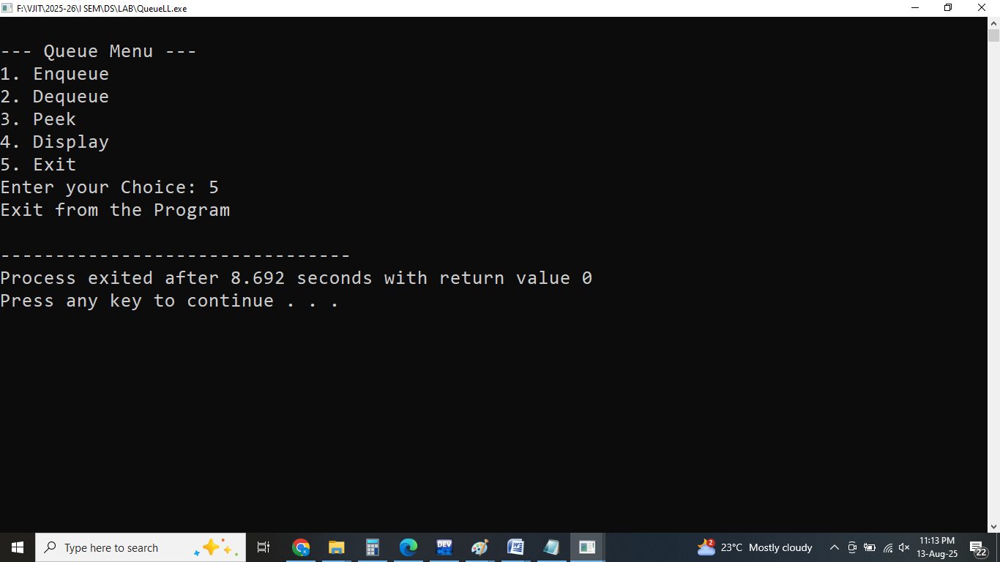 F:\VJIT\2025-26\I SEM\DS\LAB\QueueLL.exe
--- Queue Menu ---
1. Enqueue
2. Dequeue
3. Peek
4. Display
5. Exit
Enter your Choice: 5
Exit from the Program
--------------------------------
Process exited after 8.692 seconds with return value 0
Press any key to continue . . .
Type here to search
DEV
2
23°C Mostly cloudy
11:13 PM
13-Aug-25
22